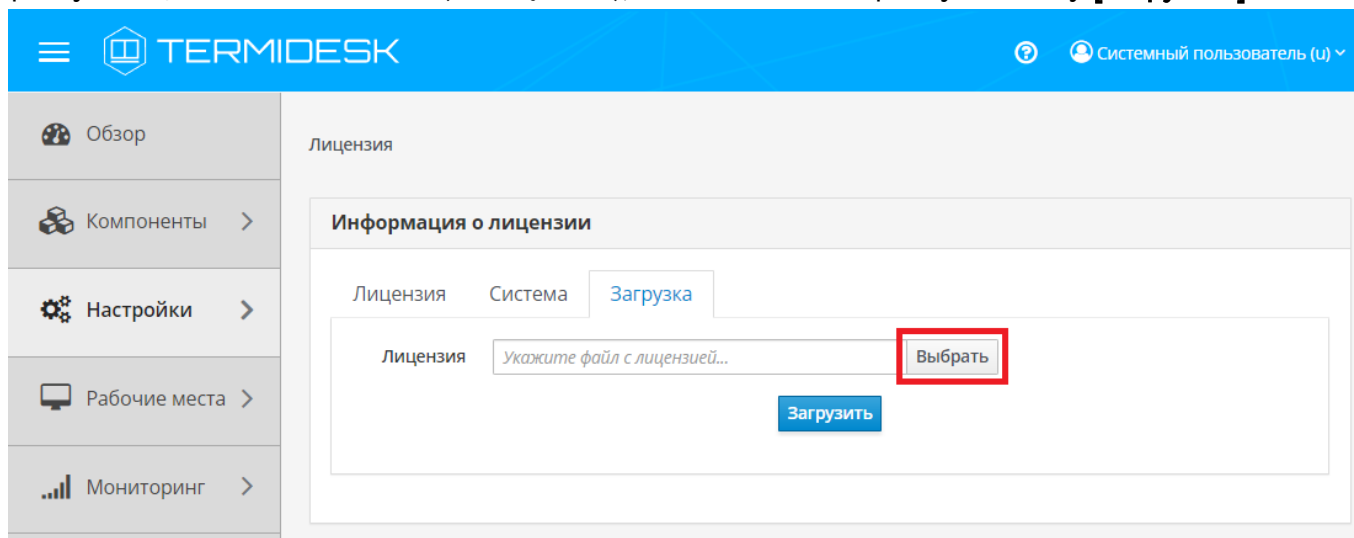 TERMIDESK
Системный пользователь (u)
Обзор
Компоненты
Настройки
Рабочие места
Мониторинг
Лицензия
Информация о лицензии
Лицензия Система Загрузка
Лицензия Укажите файл с лицензией... Выбрать
Загрузить